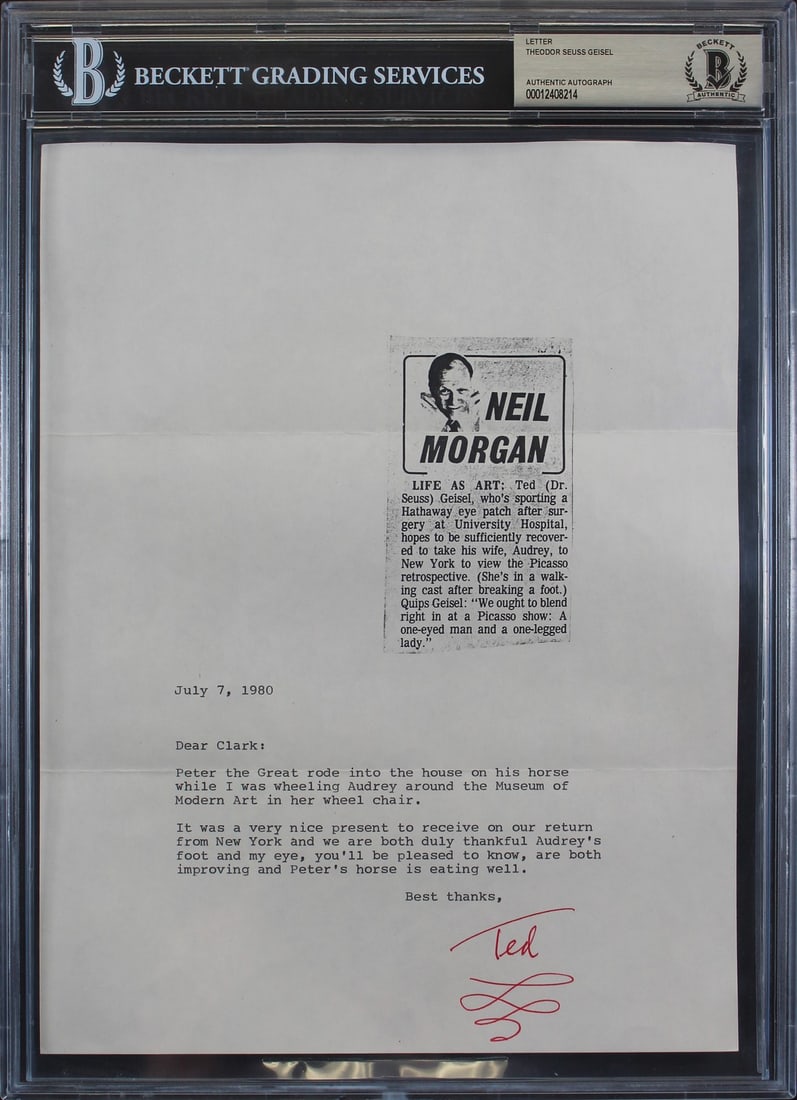 BECKETT GRADING SERVICES
B
LETTER
THEODOR SEUSS GEISEL
AUTHENTIC AUTOGRAPH
00012408214
BECKETT
B
AUTHENTIC
NEIL
MORGAN
LIFE AS ART: Ted (Dr.
Seuss) Geisel, who's sporting a
Hathaway eye patch after sur-
gery at University Hospital,
hopes to be sufficiently recover-
ed to take his wife, Audrey, to
New York to view the Picasso
retrospective. (She's in a walk-
ing cast after breaking a foot.)
Quips Geisel: "We ought to blend
right in at a Picasso show: A
one-eyed man and a one-legged
lady."
July 7, 1980
Dear Clark:
Peter the Great rode into the house on his horse
while I was wheeling Audrey around the Museum of
Modern Art in her wheel chair.
It was a very nice present to receive on our return
from New York and we are both duly thankful Audrey's
foot and my eye, you'll be pleased to know, are both
improving and Peter's horse is eating well.
Best thanks,
Ted